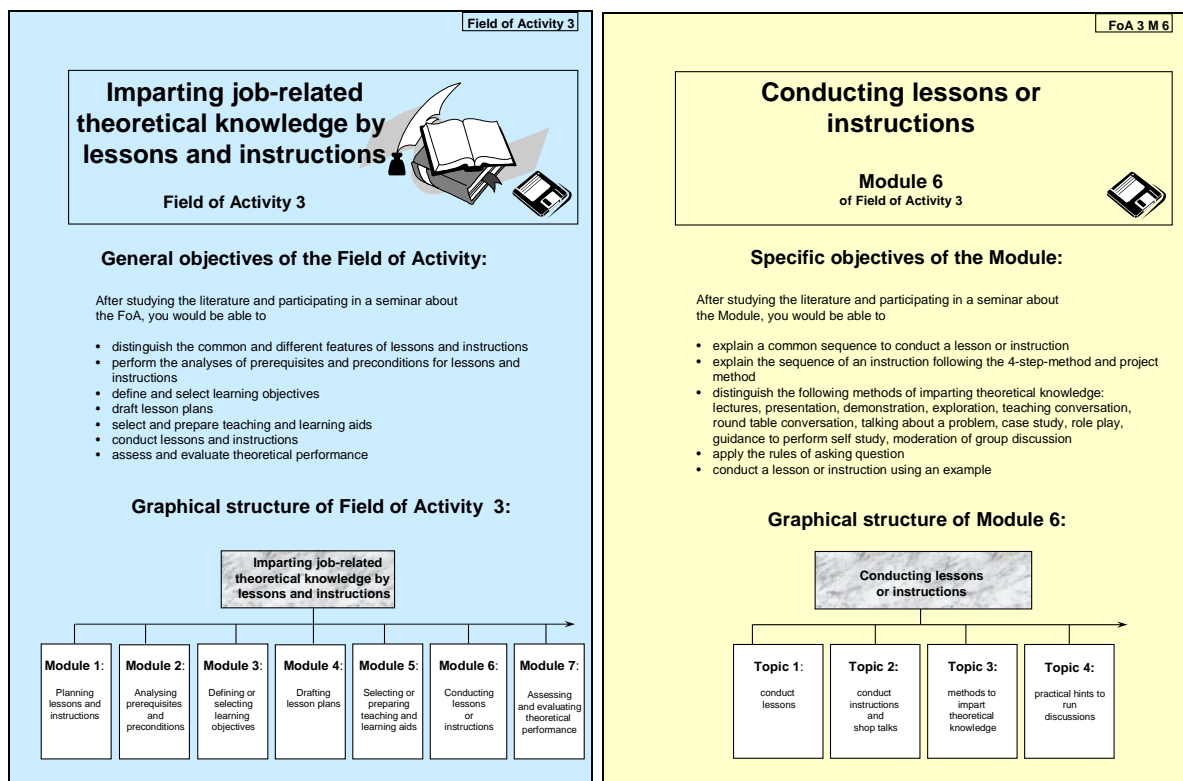 Field of Activity 3
Imparting job-related
theoretical knowledge by
lessons and instructions
Field of Activity 3
General objectives of the Field of Activity:
After studying the literature and participating in a seminar about
the FoA, you would be able to
• distinguish the common and different features of lessons and instructions
• perform the analyses of prerequisites and preconditions for lessons and
instructions
• define and select learning objectives
• draft lesson plans
• select and prepare teaching and learning aids
• conduct lessons and instructions
• assess and evaluate theoretical performance
Graphical structure of Field of Activity 3:
Imparting job-related
theoretical knowledge by
lessons and instructions
Module 1:
Planning
lessons and
instructions
Module 2:
Analysing
prerequisites
and
preconditions
Module 3:
Defining or
selecting
learning
objectives
Module 4:
Drafting
lesson plans
Module 5:
Selecting or
preparing
teaching and
learning aids
Module 6:
Conducting
lessons
or
instructions
Module 7:
Assessing
and evaluating
theoretical
performance
FoA 3 M 6
Conducting lessons or
instructions
Module 6
of Field of Activity 3
Specific objectives of the Module:
After studying the literature and participating in a seminar about
the Module, you would be able to
• explain a common sequence to conduct a lesson or instruction
• explain the sequence of an instruction following the 4-step-method and project
method
• distinguish the following methods of imparting theoretical knowledge:
lectures, presentation, demonstration, exploration, teaching conversation,
round table conversation, talking about a problem, case study, role play,
guidance to perform self study, moderation of group discussion
• apply the rules of asking question
• conduct a lesson or instruction using an example
Graphical structure of Module 6:
Conducting lessons
or instructions
Topic 1:
conduct
lessons
Topic 2:
conduct
instructions
and
shop talks
Topic 3:
methods to
impart
theoretical
knowledge
Topic 4:
practical hints to
run
discussions